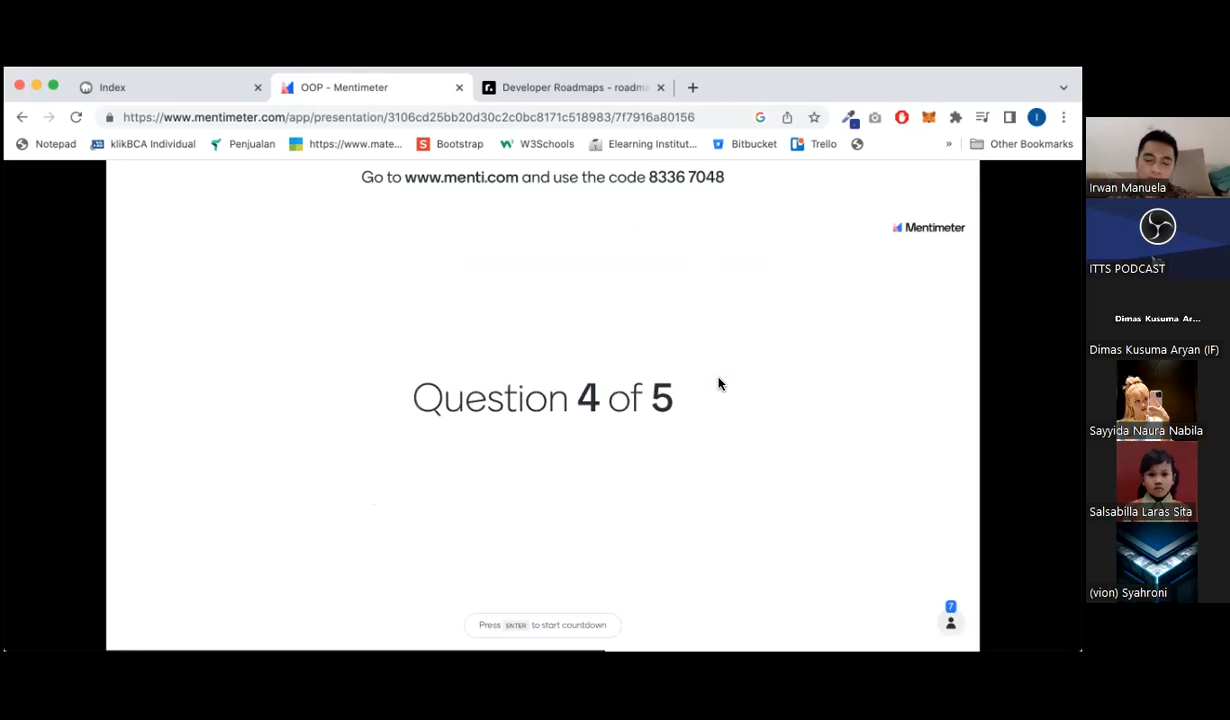 Index
OOP - Mentimeter
Developer Roadmaps - roadma
https://www.mentimeter.com/app/presentation/3106cd25bb20d30c2c0bc8171c518983/7f7916a80156
Notepad
klikBCA Individual
Penjualan
https://www.mate...
Bootstrap
W3Schools
Elearning Institut...
Bitbucket
Trello
»
Other Bookmarks
Go to www.menti.com and use the code 8336 7048
Mentimeter
Question 4 of 5
Press ENTER to start countdown
7
Irwan Manuela
ITTS PODCAST
Dimas Kusuma Ar...
Dimas Kusuma Aryan (IF)
Sayyida Naura Nabila
Salsabilla Laras Sita
(vion) Syahroni